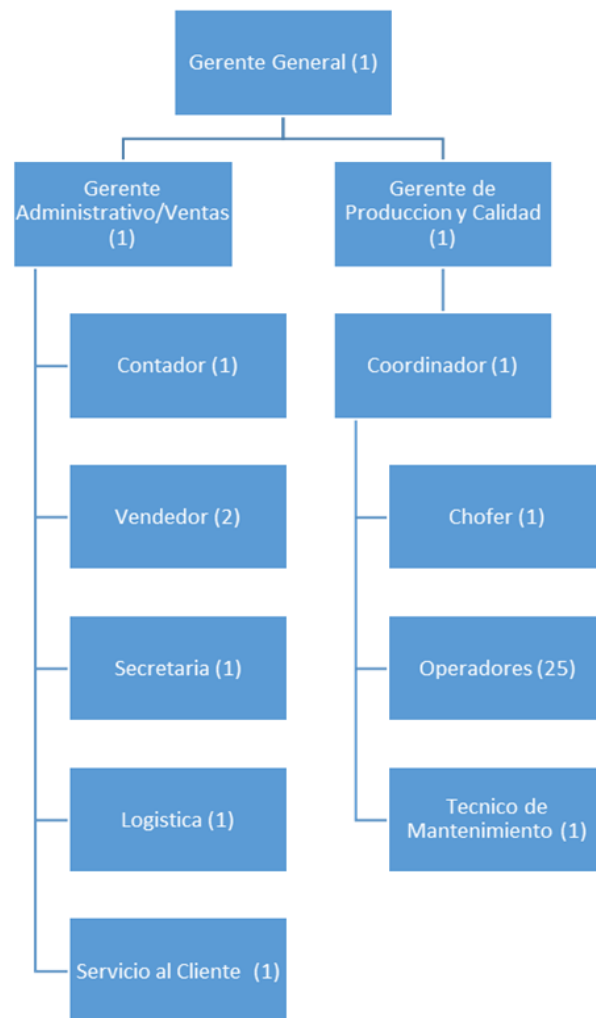 Gerente General (1)
Gerente
Administrativo/Ventas
(1)
Gerente de
Produccion y Calidad
(1)
Contador (1)
Coordinador (1)
Vendedor (2)
Chofer (1)
Secretaria (1)
Operadores (25)
Logistica (1)
Tecnico de
Mantenimiento (1)
Servicio al Cliente (1)